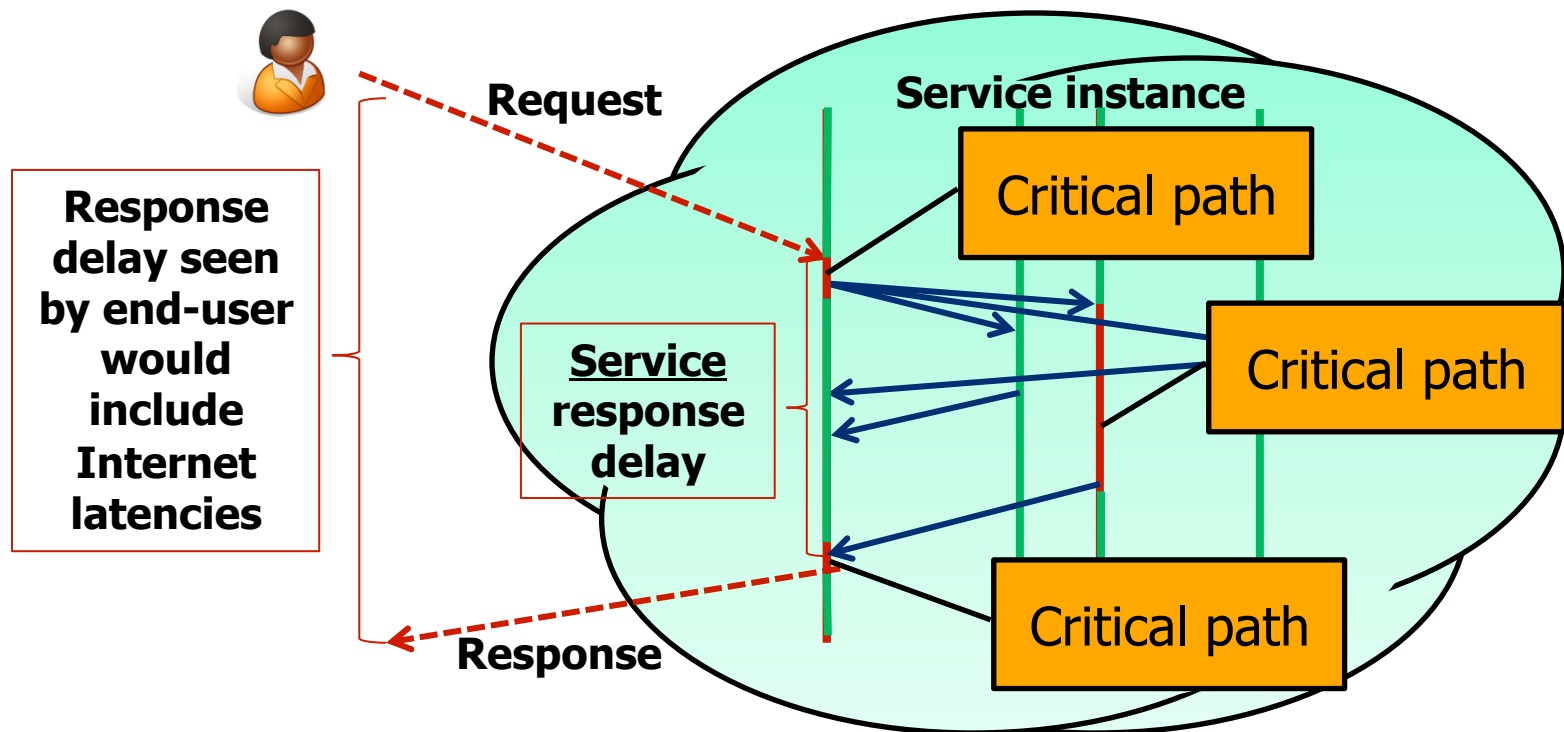 Request
Service instance
Critical path
Response
delay seen
by end-user
would
include
Internet
latencies
Service
response
delay
Critical path
Critical path
Response